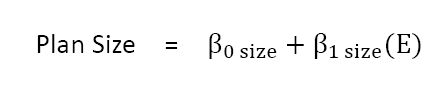 Plan Size = β₀ size + β₁ size(E)